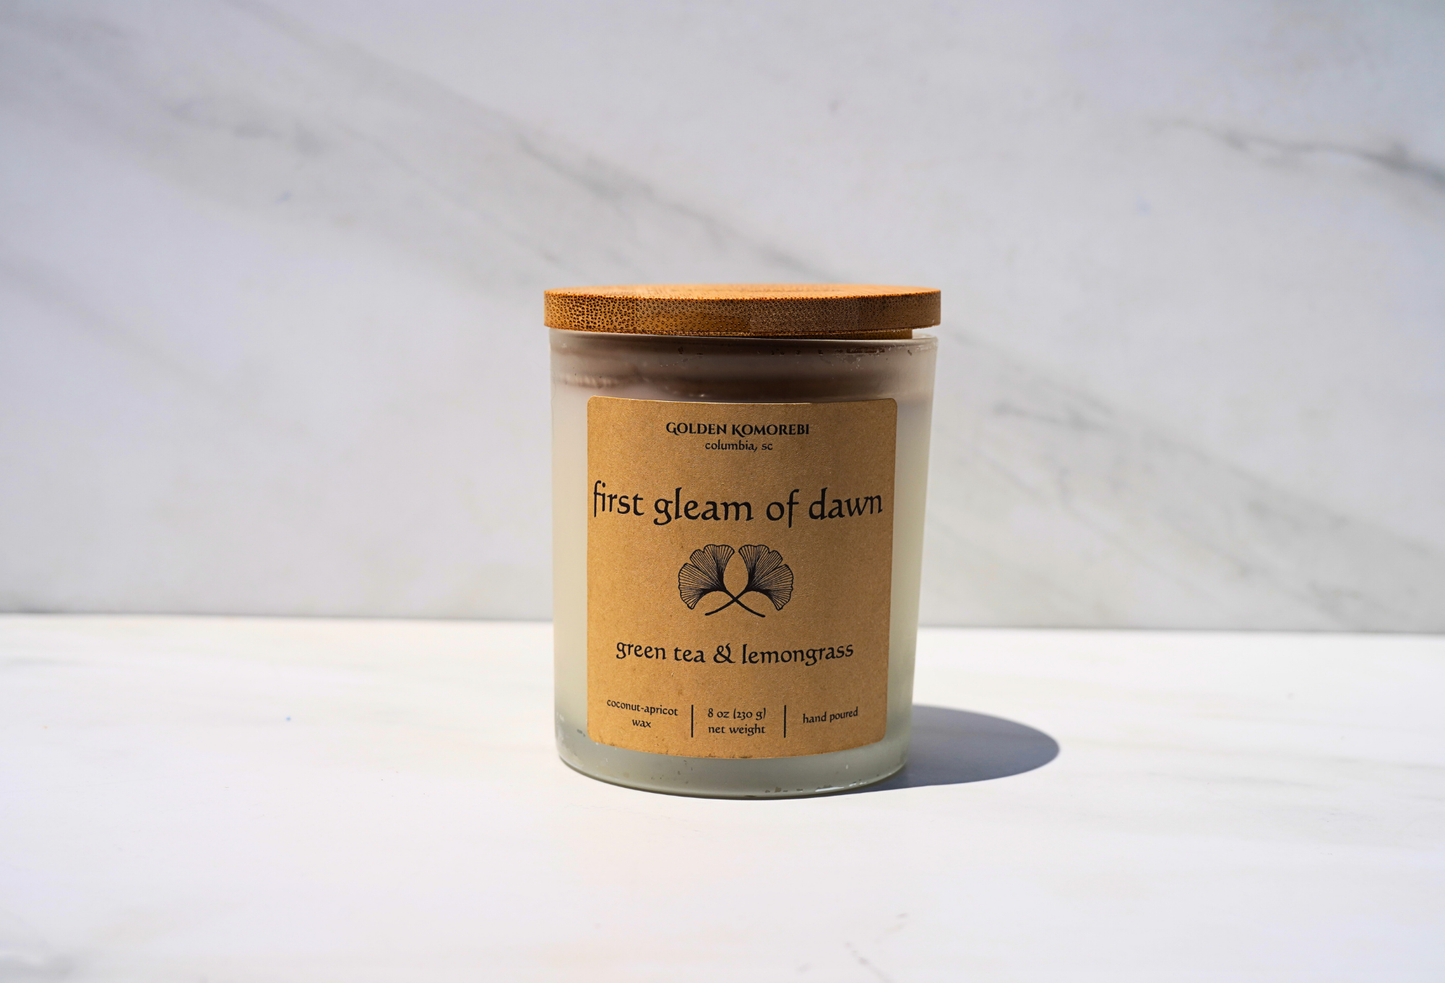 GOLDEN KOMOREBI
columbia, sc
first gleam of dawn
green tea & lemongrass
coconut-apricot
wax
8 oz (230 g)
net weight
hand poured